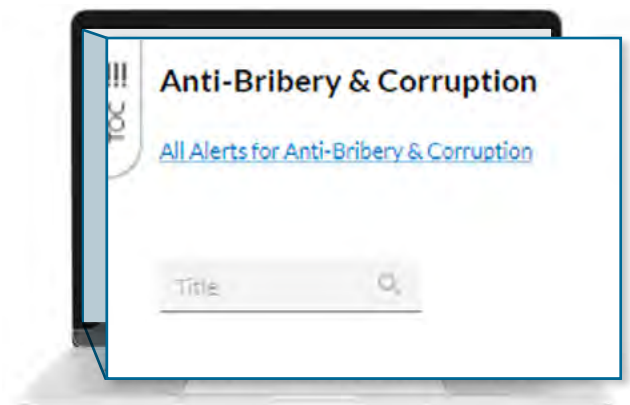 TOC
Anti-Bribery & Corruption
All Alerts for Anti-Bribery & Corruption
Title